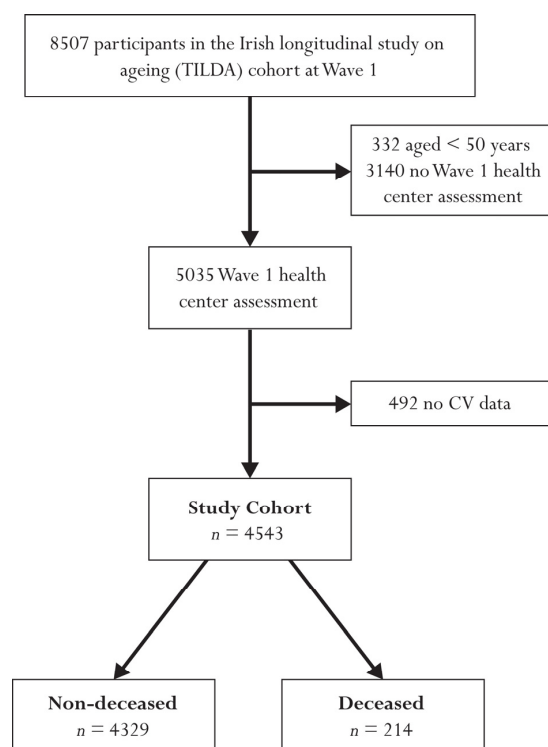 8507 participants in the Irish longitudinal study on
ageing (TILDA) cohort at Wave 1
332 aged < 50 years
3140 no Wave 1 health
center assessment
5035 Wave 1 health
center assessment
492 no CV data
Study Cohort
n = 4543
Non-deceased
n = 4329
Deceased
n = 214